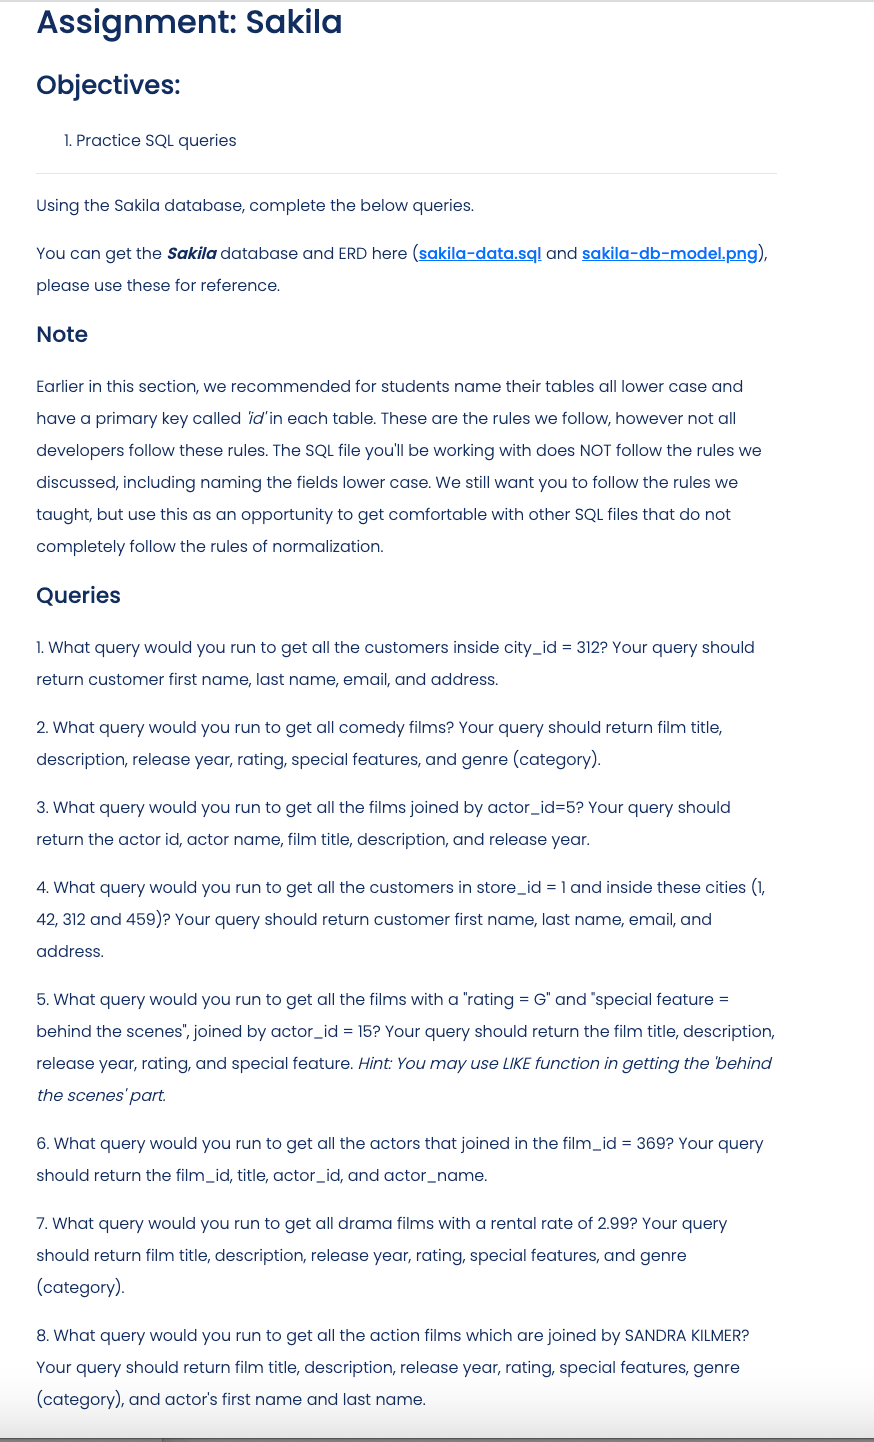 Assignment: Sakila
Objectives:
1. Practice SQL queries
Using the Sakila database, complete the below queries.
You can get the Sakila database and ERD here (sakila-data.sql and sakila-db-model.png),
please use these for reference.
Note
Earlier in this section, we recommended for students name their tables all lower case and
have a primary key called 'id' in each table. These are the rules we follow, however not all
developers follow these rules. The SQL file you'll be working with does NOT follow the rules we
discussed, including naming the fields lower case. We still want you to follow the rules we
taught, but use this as an opportunity to get comfortable with other SQL files that do not
completely follow the rules of normalization.
Queries
1. What query would you run to get all the customers inside city_id = 312? Your query should
return customer first name, last name, email, and address.
2. What query would you run to get all comedy films? Your query should return film title,
description, release year, rating, special features, and genre (category).
3. What query would you run to get all the films joined by actor_id=5? Your query should
return the actor id, actor name, film title, description, and release year.
4. What query would you run to get all the customers in store_id = 1 and inside these cities (1,
42, 312 and 459)? Your query should return customer first name, last name, email, and
address.
5. What query would you run to get all the films with a "rating = G" and "special feature =
behind the scenes", joined by actor_id = 15? Your query should return the film title, description,
release year, rating, and special feature. Hint: You may use LIKE function in getting the 'behind
the scenes' part.
6. What query would you run to get all the actors that joined in the film_id = 369? Your query
should return the film_id, title, actor_id, and actor_name.
7. What query would you run to get all drama films with a rental rate of 2.99? Your query
should return film title, description, release year, rating, special features, and genre
(category).
8. What query would you run to get all the action films which are joined by SANDRA KILMER?
Your query should return film title, description, release year, rating, special features, genre
(category), and actor's first name and last name.